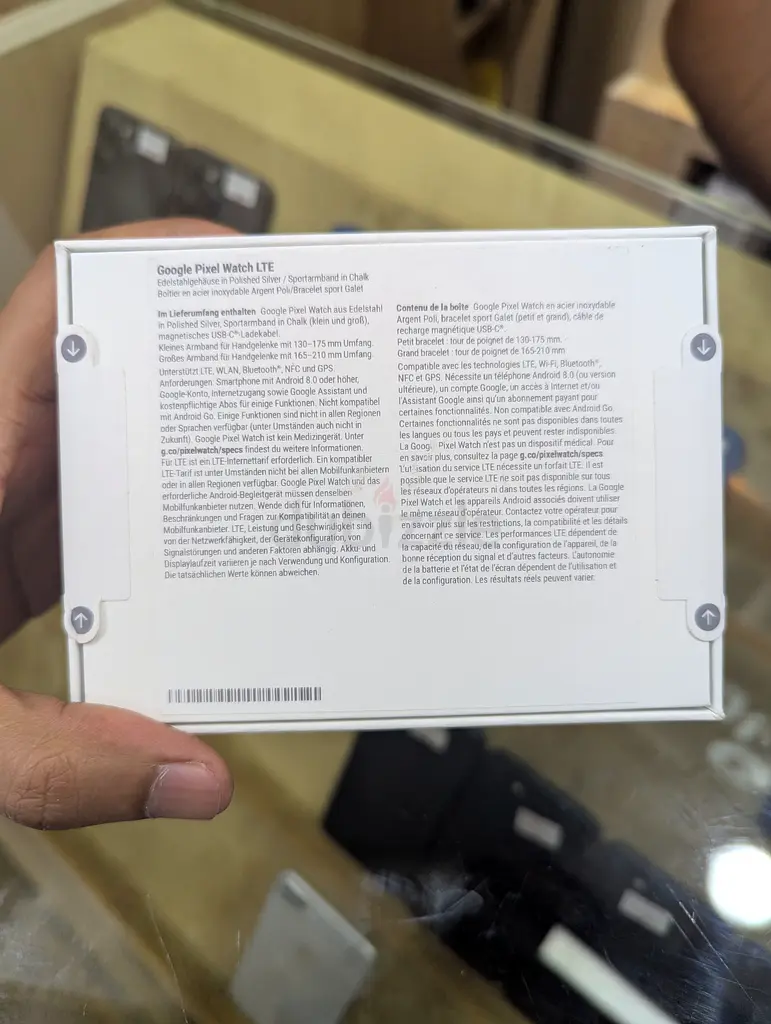 Google Pixel Watch LTE
Edelstahlgehäuse in Polished Silver / Sportarmband in Chalk
Boîtier en acier inoxydable Argent Poli/Bracelet sport Galet
Im Lieferumfang enthalten Google Pixel Watch aus Edelstahl
in Polished Silver, Sportarmband in Chalk (klein und groß),
magnetisches USB-C®-Ladekabel.
Kleines Armband für Handgelenke mit 130–175 mm Umfang.
Großes Armband für Handgelenke mit 165–210 mm Umfang.
Unterstützt LTE, WLAN, Bluetooth®, NFC und GPS
Anforderungen: Smartphone mit Android 8.0 oder höher,
Google-Konto, Internetzugang sowie Google Assistant und
kostenpflichtige Abos für einige Funktionen. Nicht kompatibel
mit Android Go. Einige Funktionen sind nicht in allen Regionen
oder Sprachen verfügbar (unter Umständen auch nicht in
Zukunft). Google Pixel Watch ist kein Medizingerät. Unter
g.co/pixelwatch/specs findest du weitere Informationen.
Für LTE ist ein LTE-Internettarif erforderlich. Ein kompatibler
LTE-Tarif ist unter Umständen nicht bei allen Mobilfunkanbietern
oder in allen Regionen verfügbar. Google Pixel Watch und das
erforderliche Android-Begleitgerät müssen denselben
Mobilfunkanbieter nutzen. Wende dich für Informationen,
Beschränkungen und Fragen zur Kompatibilität an deinen
Mobilfunkanbieter. LTE, Leistung und Geschwindigkeit sind
von der Netzwerkfähigkeit, der Gerätekonfiguration, von
Signalstörungen und anderen Faktoren abhängig. Akku- und
Displaylaufzeit variieren je nach Verwendung und Konfiguration.
Die tatsächlichen Werte können abweichen.
Contenu de la boîte Google Pixel Watch en acier inoxydable
Argent Poli, bracelet sport Galet (petit et grand), câble de
recharge magnétique USB-C®.
Petit bracelet : tour de poignet de 130-175 mm.
Grand bracelet : tour de poignet de 165-210 mm
Compatible avec les technologies LTE, Wi-Fi, Bluetooth®,
NFC et GPS. Nécessite un téléphone Android 8.0 (ou version
ultérieure), un compte Google, un accès à Internet et/ou
l'Assistant Google ainsi qu'un abonnement payant pour
certaines fonctionnalités. Non compatible avec Android Go.
Certaines fonctionnalités ne sont pas disponibles dans toutes
les langues ou tous les pays et peuvent rester indisponibles.
La Googl Pixel Watch n'est pas un dispositif médical. Pour
en savoir plus, consultez la page g.co/pixelwatch/specs
L'ut isation du service LTE nécessite un forfait LTE. Il est
possible que le service LTE ne soit pas disponible sur tous
les réseaux d'opérateurs ni dans toutes les régions. La Google
Pixel Watch et les appareils Android associés doivent utiliser
le même réseau d'opérateur. Contactez votre opérateur pour
en savoir plus sur les restrictions, la compatibilité et les détails
concernant ce service. Les performances LTE dépendent de
la capacité du réseau, de la configuration de l'appareil, de la
bonne réception du signal et d'autres facteurs. L'autonomie
de la batterie et l'état de l'écran dépendent de l'utilisation et
de la configuration. Les résultats réels peuvent varier.